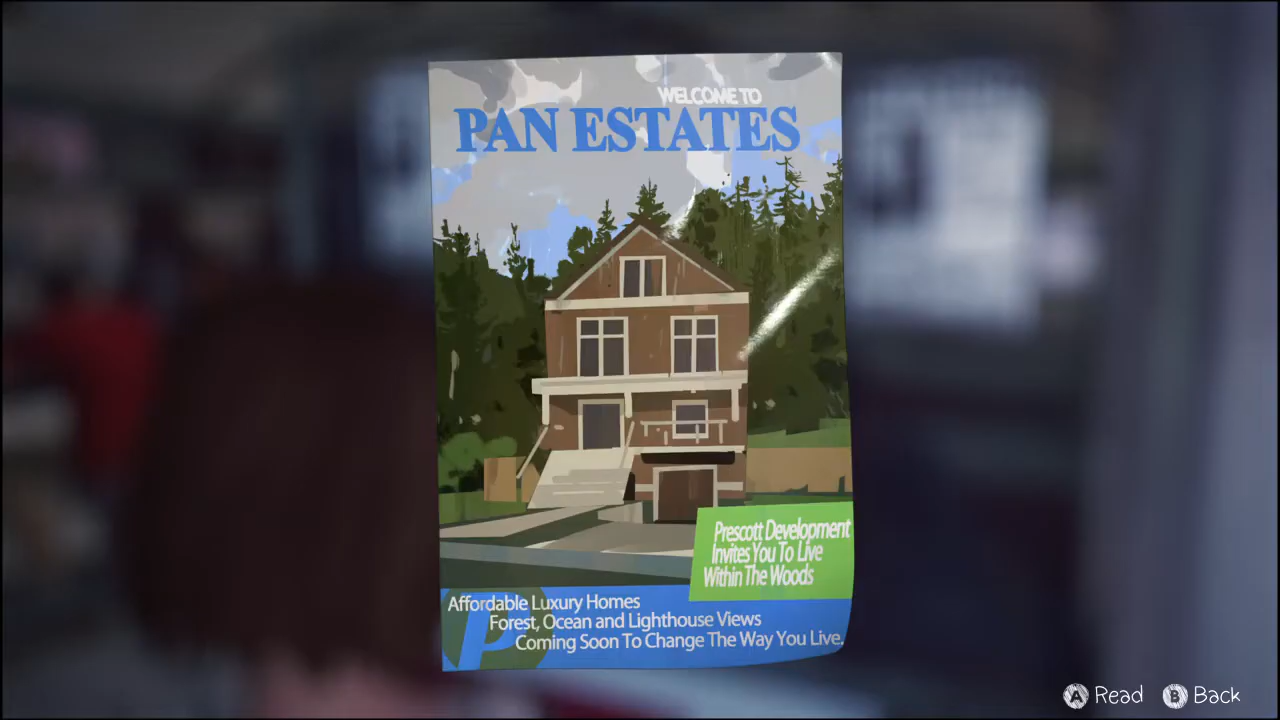 WELCOME TO
PAN ESTATES
Prescott Development
Invites You To Live
Within The Woods
Affordable Luxury Homes
Forest, Ocean and Lighthouse Views
Coming Soon To Change The Way You Live.
P
A Read B Back